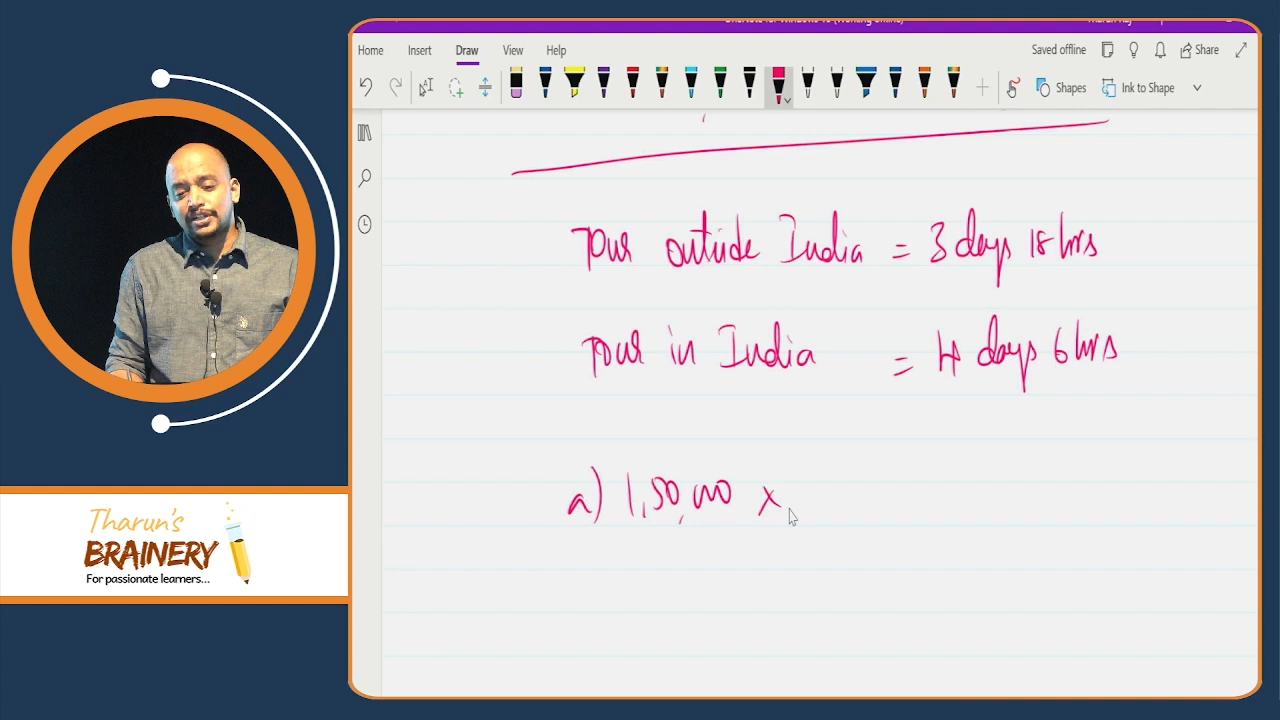 Home Insert Draw View Help Saved offline Share
Shapes Ink to Shape
Tour outside India = 3 days 18 hrs
Tour in India = 4 days 6 hrs
a) 1,50,000 x
Tharun's
BRAINERY
For passionate learners...